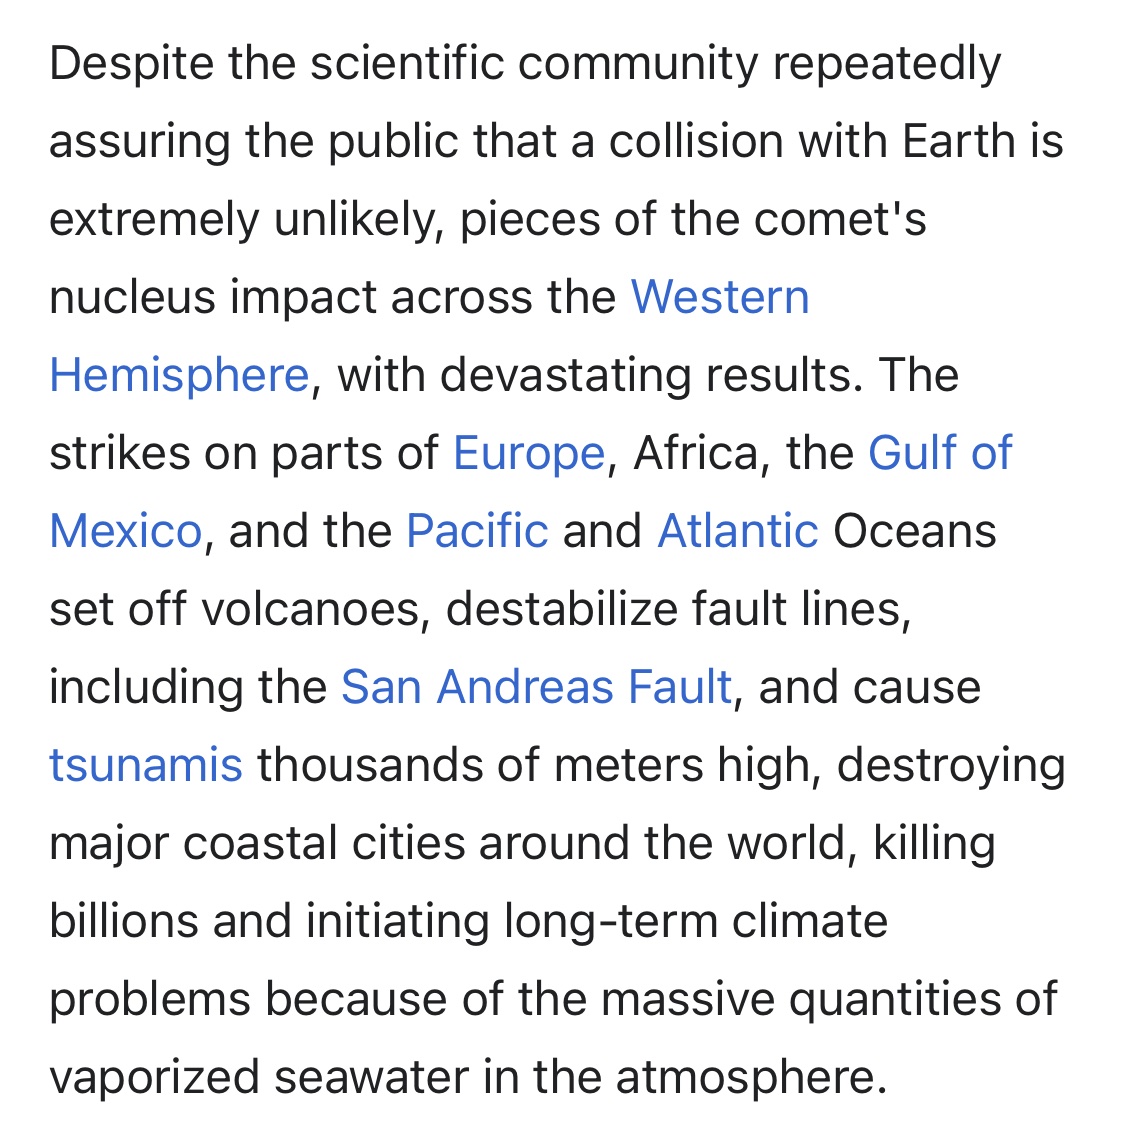 Despite the scientific community repeatedly
assuring the public that a collision with Earth is
extremely unlikely, pieces of the comet's
nucleus impact across the Western
Hemisphere, with devastating results. The
strikes on parts of Europe, Africa, the Gulf of
Mexico, and the Pacific and Atlantic Oceans
set off volcanoes, destabilize fault lines,
including the San Andreas Fault, and cause
tsunamis thousands of meters high, destroying
major coastal cities around the world, killing
billions and initiating long-term climate
problems because of the massive quantities of
vaporized seawater in the atmosphere.